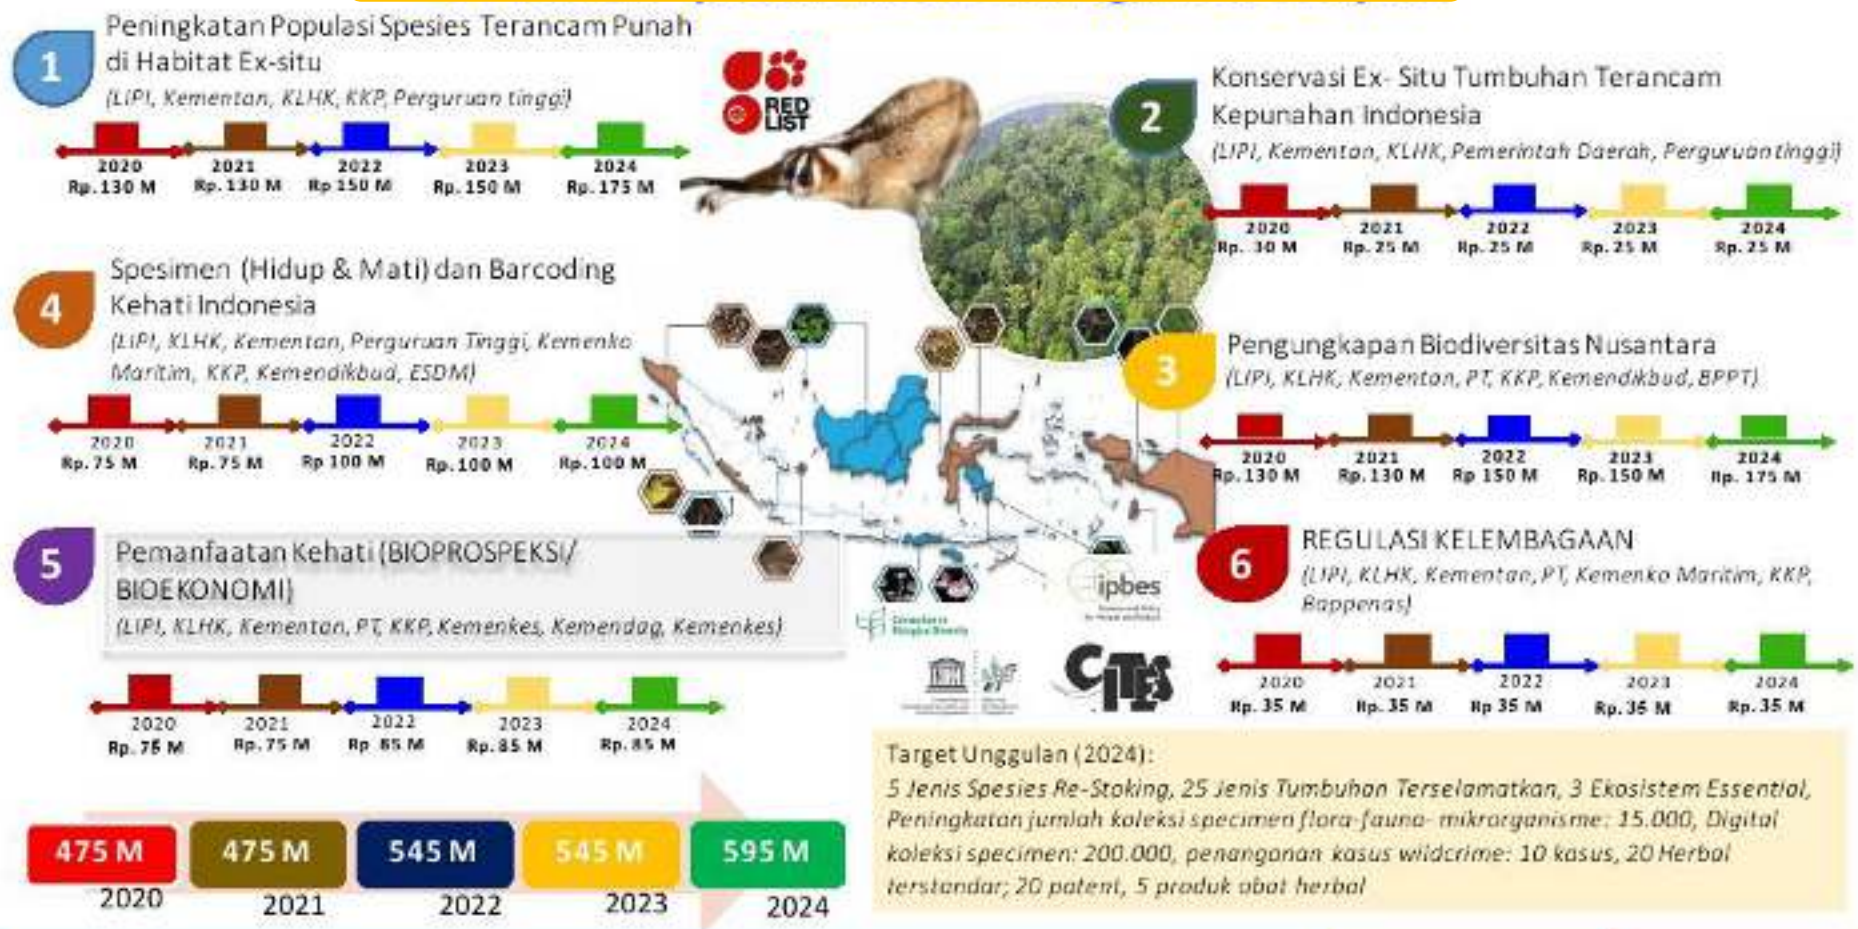 1
Peningkatan Populasi Spesies Terancam Punah
di Habitat Ex-situ
(LIPI, Kementan, KLHK, KKP, Perguruan tinggi)
2020 2021 2022 2023 2024
Rp.130 M Rp.130 M Rp 150 M Rp.150 M Rp.175 M
RED
LIST
2
Konservasi Ex- Situ Tumbuhan Terancam
Kepunahan Indonesia
(LIPI, Kementan, KLHK, Pemerintah Daerah, Perguruan tinggi)
2020 2021 2022 2023 2024
Rp. 30 M Rp.25 M Rp.25 M Rp.25 M Rp.25 M
4
Spesimen (Hidup & Mati) dan Barcoding
Kehati Indonesia
(LIPI, KLHK, Kementan, Perguruan Tinggi, Kemenko
Maritim, KKP, Kemendikbud, ESDM)
2020 2021 2022 2023 2024
Rp.75 M Rp.75 M Rp 100 M Rp.100 M Rp.100 M
3
Pengungkapan Biodiversitas Nusantara
(LIPI, KLHK, Kementan, PT, KKP, Kemendikbud, BPPT)
2020 2021 2022 2023 2024
Rp.130 M Rp.130 M Rp 150 M Rp.150 M Rp. 175 M
5
Pemanfaatan Kehati (BIOPROSPEKSI/
BIOEKONOMI)
(LIPI, KLHK, Kementan, PT, KKP, Kemenkes, Kemendag, Kemenkes)
2020 2021 2022 2023 2024
Rp.75 M Rp.75 M Rp 85 M Rp.85 M Rp.85 M
6
REGULASI KELEMBAGAAN
(LIPI, KLHK, Kementan, PT, Kemenko Maritim, KKP,
Bappenas)
2020 2021 2022 2023 2024
Rp.35 M Rp.35 M Rp 35 M Rp.35 M Rp.35 M
ipbes
UNESCO
CITES
475 M 475 M 545 M 545 M 595 M
2020 2021 2022 2023 2024
Target Unggulan (2024):
5 Jenis Spesies Re-Stoking, 25 Jenis Tumbuhan Terselamatkan, 3 Ekosistem Essential,
Peningkatan jumlah koleksi specimen flora-fauna- mikrorganisme: 15.000, Digital
koleksi specimen: 200.000, penanganan kasus wildcrime: 10 kasus, 20 Herbal
terstandar; 20 patent, 5 produk obat herbal